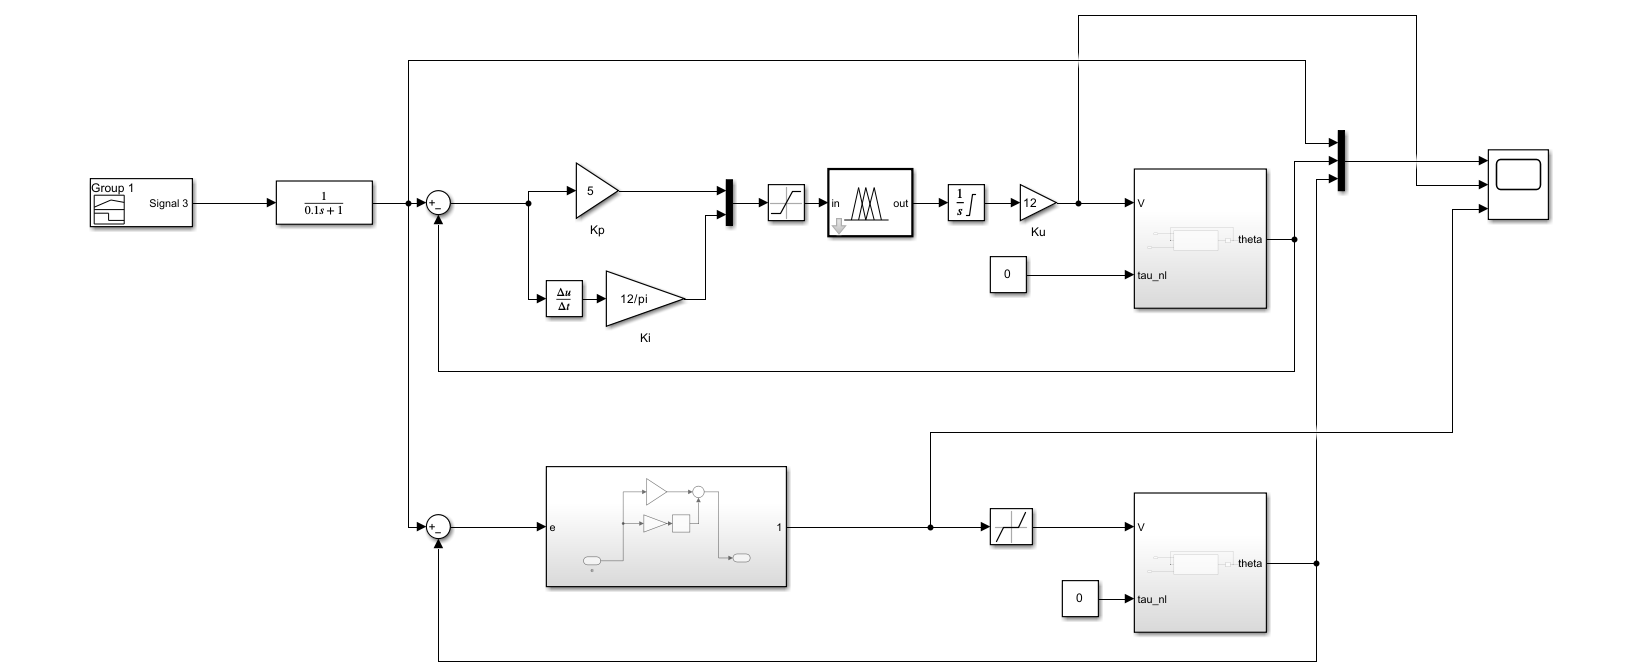 Group 1
Signal 3
1
0.1s + 1
+
−
5
Kp
Δu
Δt
12/pi
Ki
in
out
1
s
12
Ku
0
V
tau_nl
theta
+
−
e
1
0
V
tau_nl
theta